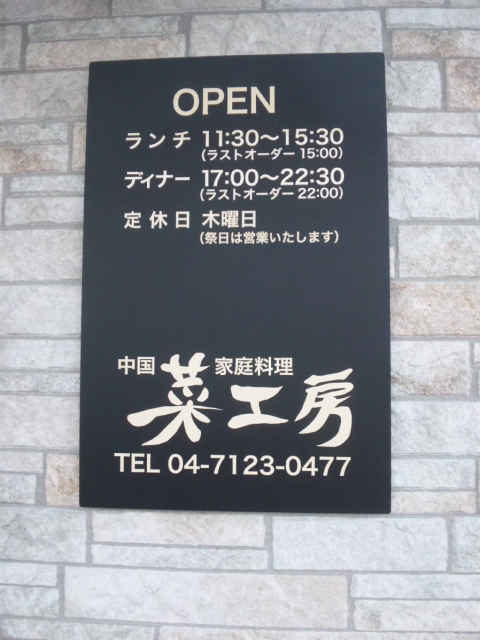 OPEN
ランチ 11:30〜15:30
(ラストオーダー 15:00)
ディナー 17:00〜22:30
(ラストオーダー 22:00)
定休日 木曜日
(祭日は営業いたします)
中国 家庭料理
菜工房
TEL 04-7123-0477